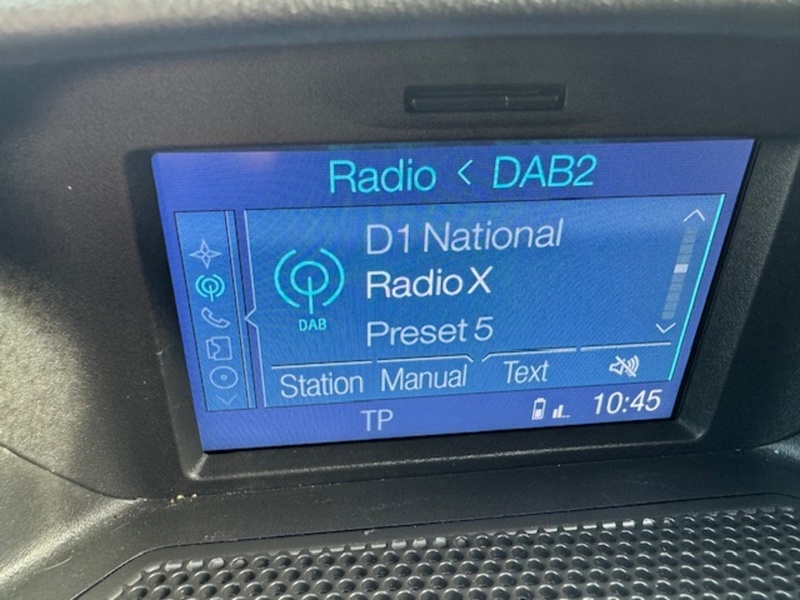 Radio < DAB2
D1 National
Radio X
DAB
Preset 5
Station Manual Text
TP 10:45